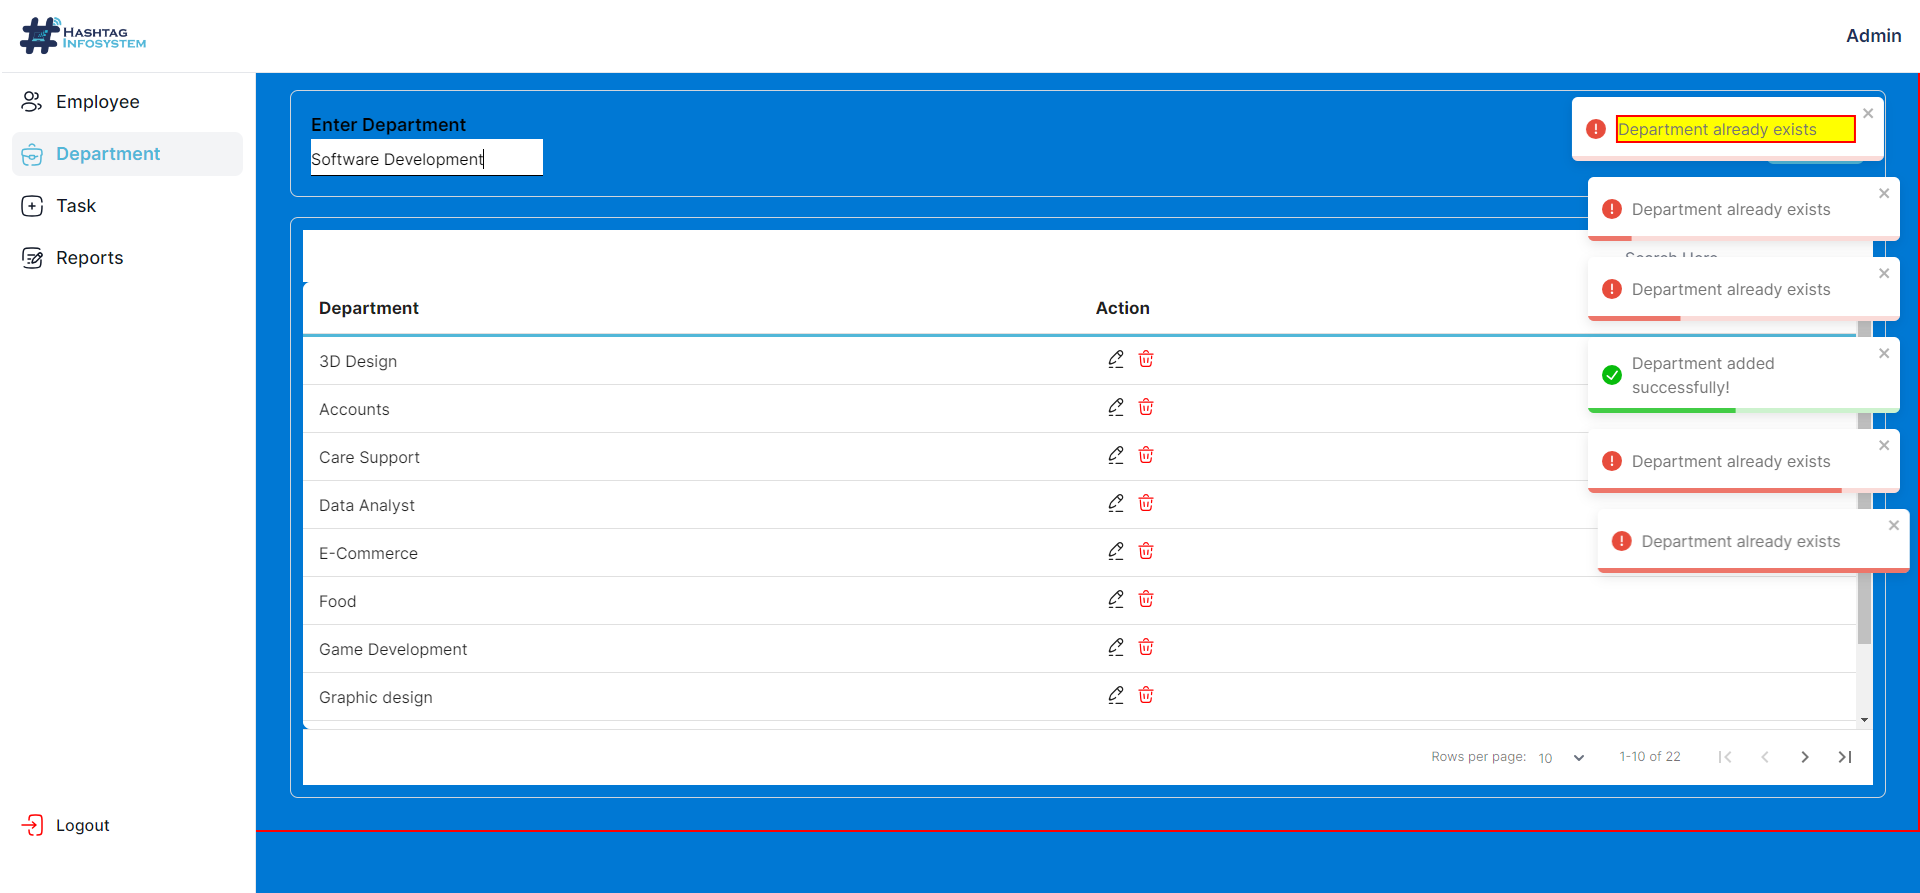 HASHTAG
INFOSYSTEM
Admin
Employee
Department
Task
Reports
Logout
Enter Department
Software Development
Department already exists
Department already exists
Search Here
Department already exists
Department added
successfully!
Department already exists
Department already exists
Department Action
3D Design
Accounts
Care Support
Data Analyst
E-Commerce
Food
Game Development
Graphic design
Rows per page: 10 1-10 of 22